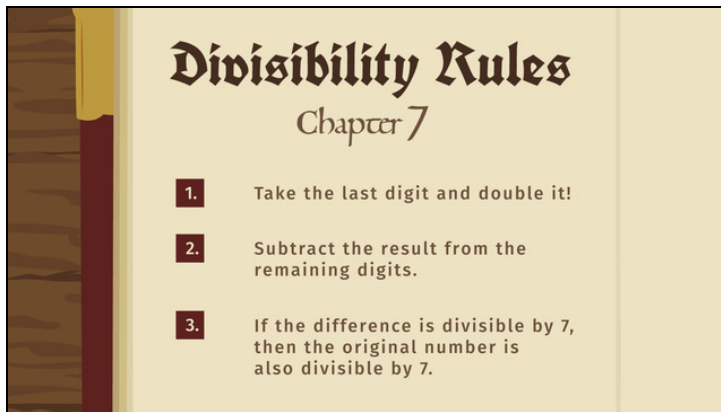 Divisibility Rules
Chapter 7
1. Take the last digit and double it!
2. Subtract the result from the
remaining digits.
3. If the difference is divisible by 7,
then the original number is
also divisible by 7.